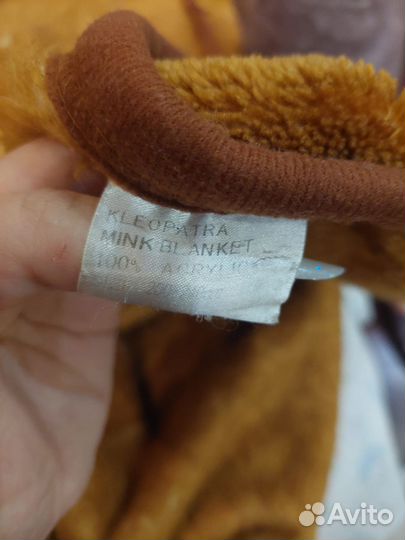 KLEOPATRA
MINK BLANKET
100% ACRYLIC
Avito